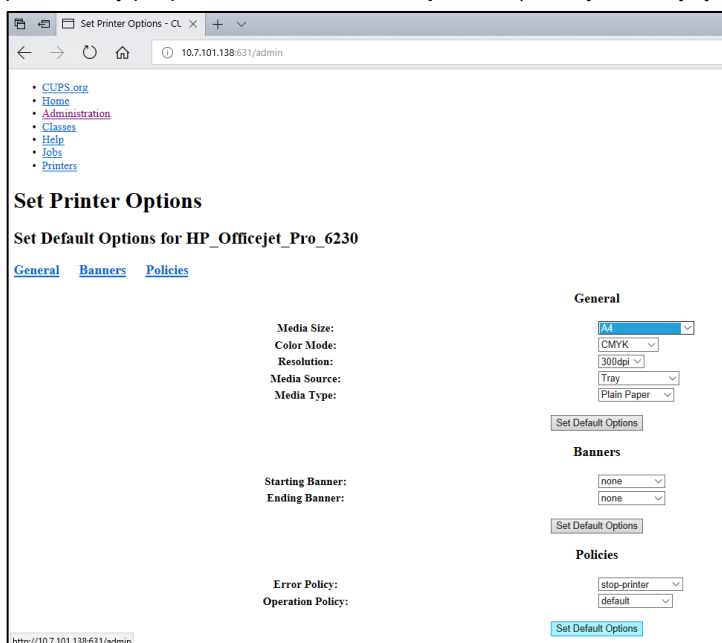 Set Printer Options - CU
10.7.101.138:631/admin
CUPS.org
Home
Administration
Classes
Help
Jobs
Printers
Set Printer Options
Set Default Options for HP_Officejet_Pro_6230
General Banners Policies
General
Media Size: A4
Color Mode: CMYK
Resolution: 300dpi
Media Source: Tray
Media Type: Plain Paper
Set Default Options
Banners
Starting Banner: none
Ending Banner: none
Set Default Options
Policies
Error Policy: stop-printer
Operation Policy: default
Set Default Options
http://10.7.101.138:631/admin